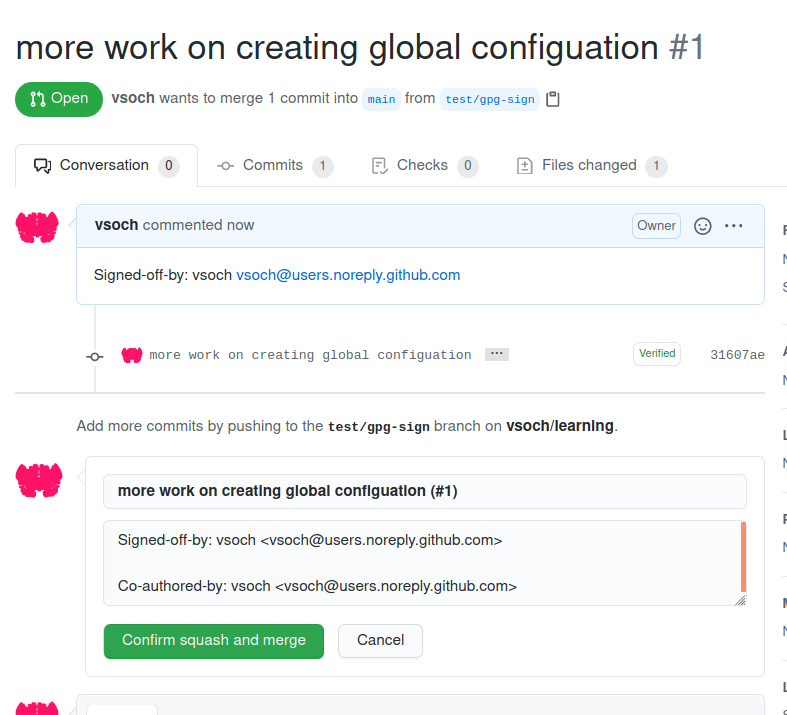 more work on creating global configuation #1
Open vsoch wants to merge 1 commit into main from test/gpg-sign
Conversation 0 Commits 1 Checks 0 Files changed 1
vsoch commented now Owner
Signed-off-by: vsoch vsoch@users.noreply.github.com
more work on creating global configuation ... Verified 31607ae
Add more commits by pushing to the test/gpg-sign branch on vsoch/learning.
more work on creating global configuation (#1)
Signed-off-by: vsoch <vsoch@users.noreply.github.com>
Co-authored-by: vsoch <vsoch@users.noreply.github.com>
Confirm squash and merge Cancel